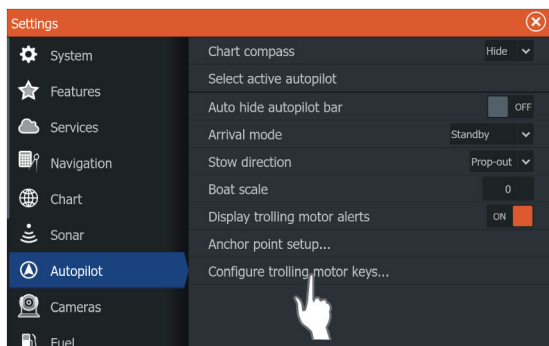 Settings
System
Features
Services
Navigation
Chart
Sonar
Autopilot
Cameras
Fuel
Chart compass Hide
Select active autopilot
Auto hide autopilot bar OFF
Arrival mode Standby
Stow direction Prop-out
Boat scale 0
Display trolling motor alerts ON
Anchor point setup...
Configure trolling motor keys...